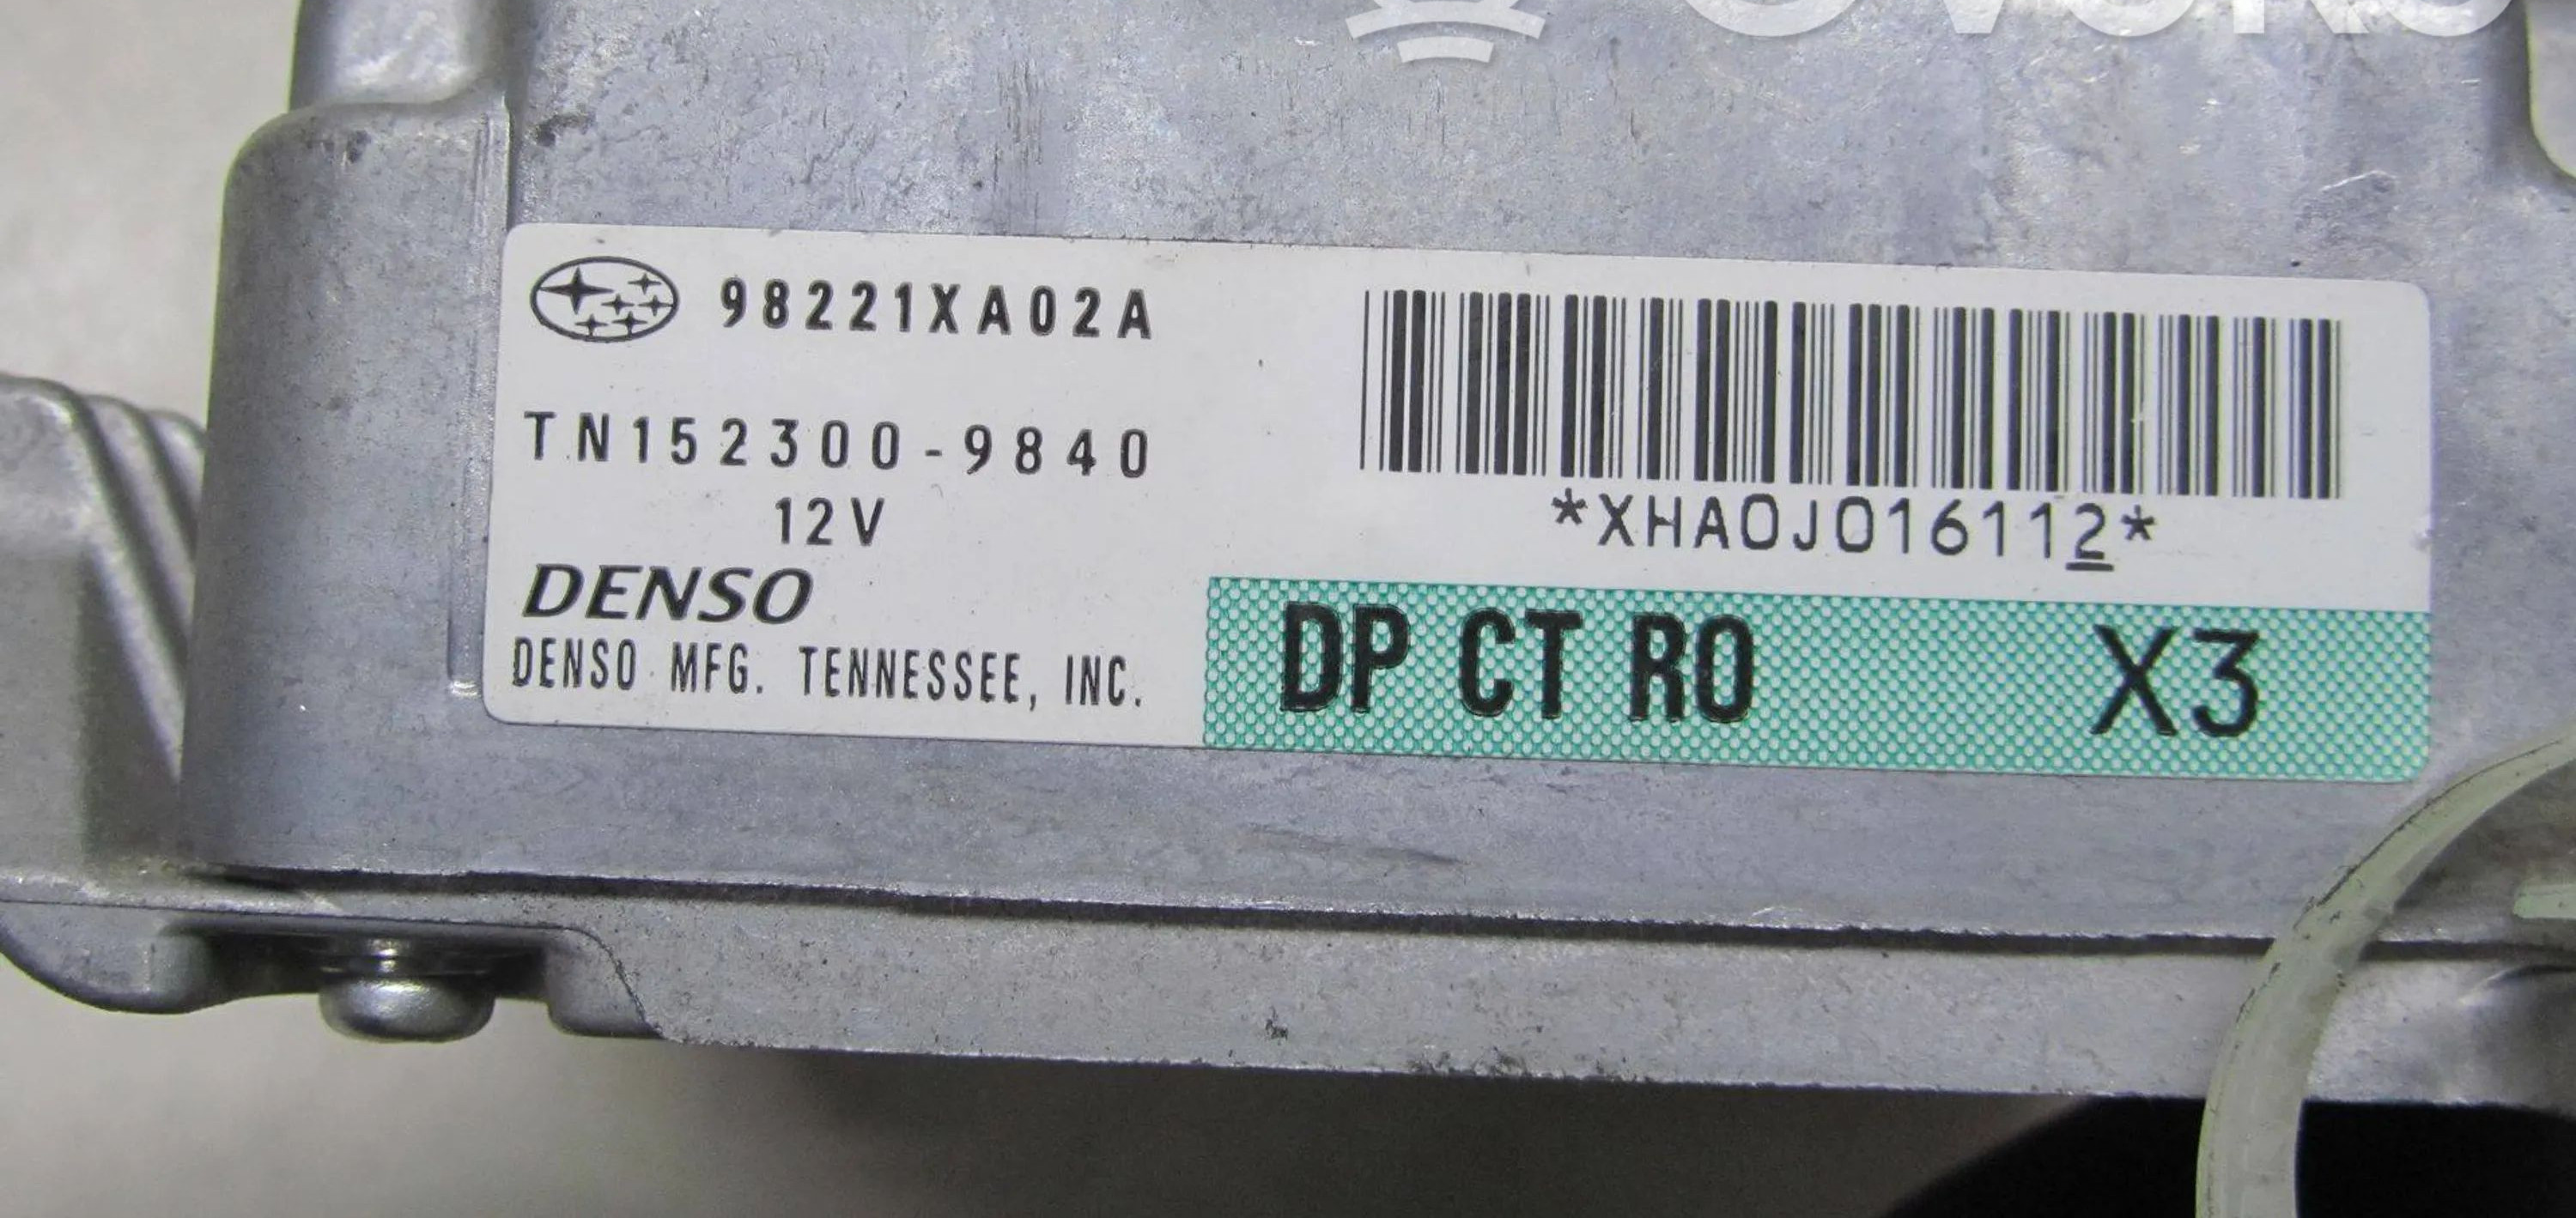 98221XA02A
TN152300-9840
12V
DENSO
DENSO MFG. TENNESSEE, INC.
*XHA0J016112*
DP CT R0 X3